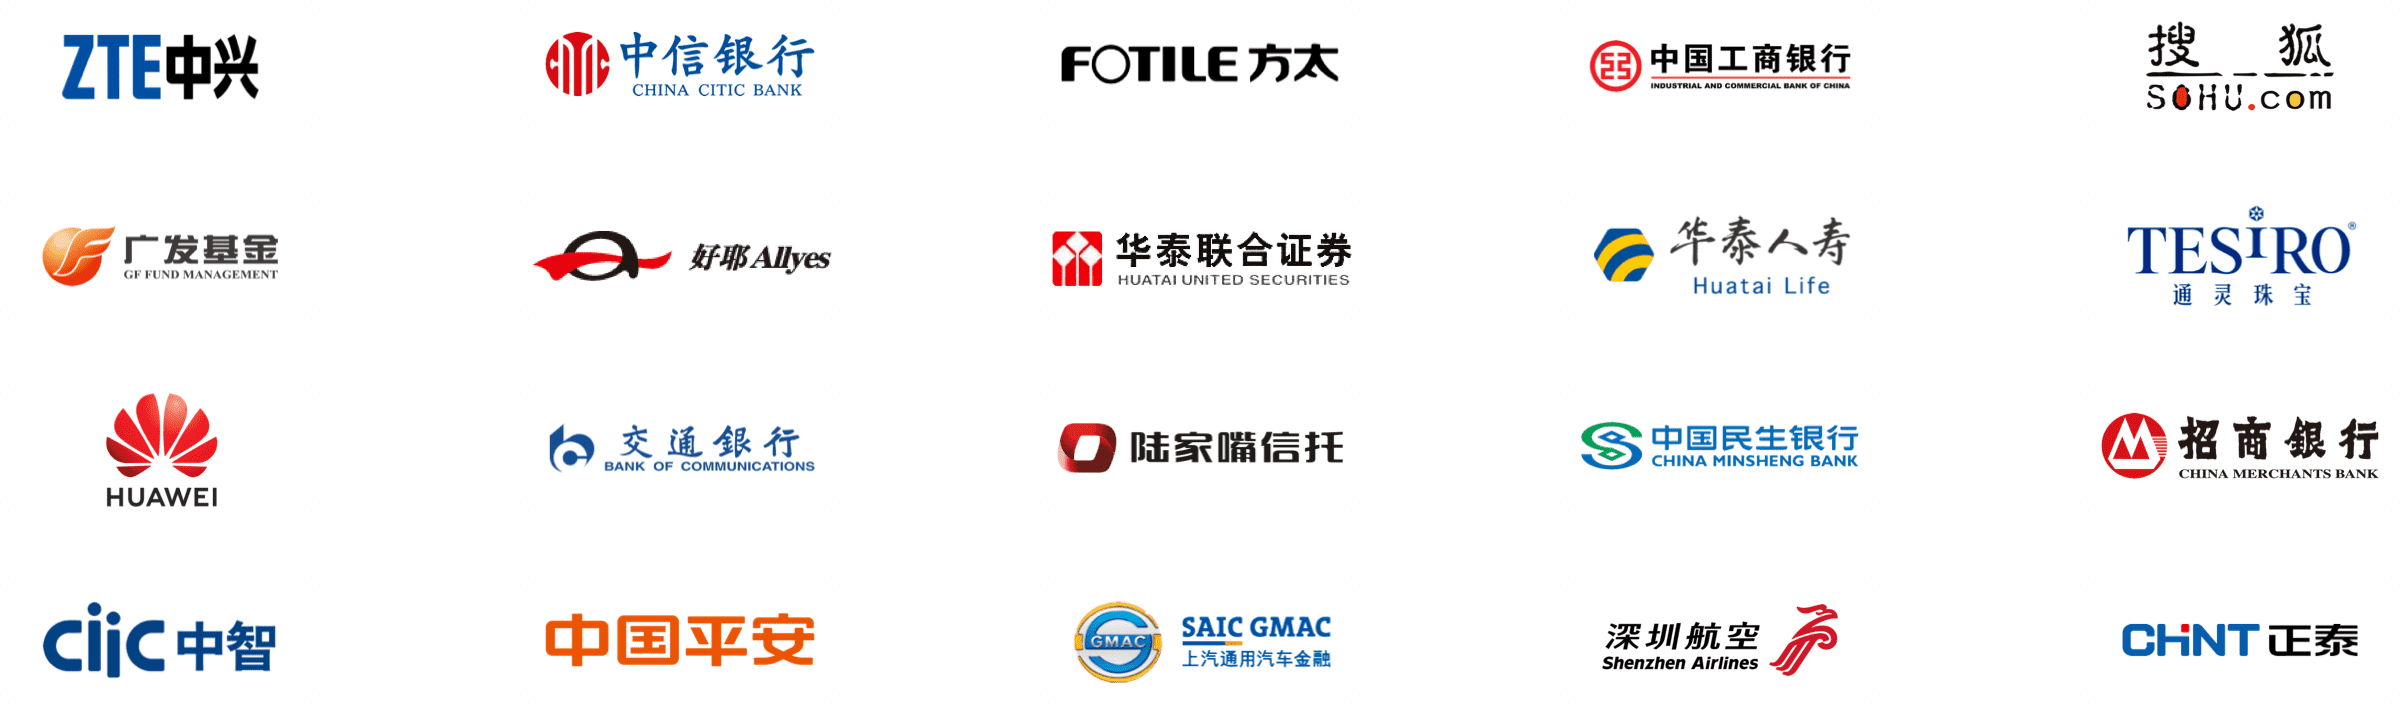 ZTE中兴
中信银行
CHINA CITIC BANK
FOTILE 方太
中国工商银行
INDUSTRIAL AND COMMERCIAL BANK OF CHINA
搜 狐
SOHU.com
广发基金
GF FUND MANAGEMENT
好耶 Allyes
华泰联合证券
HUATAI UNITED SECURITIES
华泰人寿
Huatai Life
TESIRO®
通灵珠宝
HUAWEI
交通銀行
BANK OF COMMUNICATIONS
陆家嘴信托
中国民生银行
CHINA MINSHENG BANK
招商銀行
CHINA MERCHANTS BANK
ciic 中智
中国平安
GMAC
SAIC GMAC
上汽通用汽车金融
深圳航空
Shenzhen Airlines
CHiNT 正泰